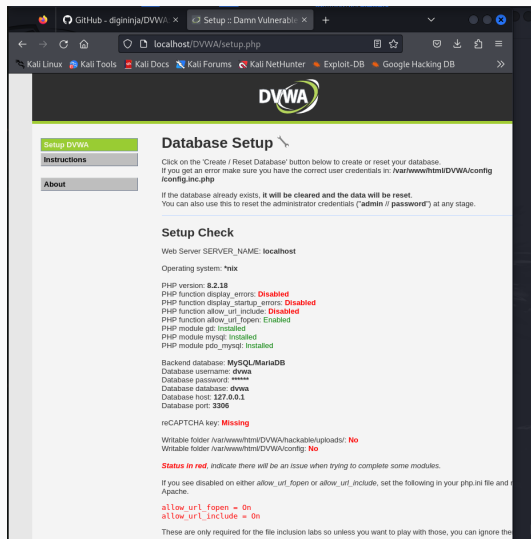 GitHub - digininja/DVWA:
Setup :: Damn Vulnerable
localhost/DVWA/setup.php
Kali Linux Kali Tools Kali Docs Kali Forums Kali NetHunter Exploit-DB Google Hacking DB
DVWA
Setup DVWA
Instructions
About
Database Setup
Click on the 'Create / Reset Database' button below to create or reset your database.
If you get an error make sure you have the correct user credentials in: /var/www/html/DVWA/config
/config.inc.php
If the database already exists, it will be cleared and the data will be reset.
You can also use this to reset the administrator credentials ("admin // password") at any stage.
Setup Check
Web Server SERVER_NAME: localhost
Operating system: *nix
PHP version: 8.2.18
PHP function display_errors: Disabled
PHP function display_startup_errors: Disabled
PHP function allow_url_include: Disabled
PHP function allow_url_fopen: Enabled
PHP module gd: Installed
PHP module mysql: Installed
PHP module pdo_mysql: Installed
Backend database: MySQL/MariaDB
Database username: dvwa
Database password: ******
Database database: dvwa
Database host: 127.0.0.1
Database port: 3306
reCAPTCHA key: Missing
Writable folder /var/www/html/DVWA/hackable/uploads/: No
Writable folder /var/www/html/DVWA/config: No
Status in red, indicate there will be an issue when trying to complete some modules.
If you see disabled on either allow_url_fopen or allow_url_include, set the following in your php.ini file and
Apache.
allow_url_fopen = On
allow_url_include = On
These are only required for the file inclusion labs so unless you want to play with those, you can ignore